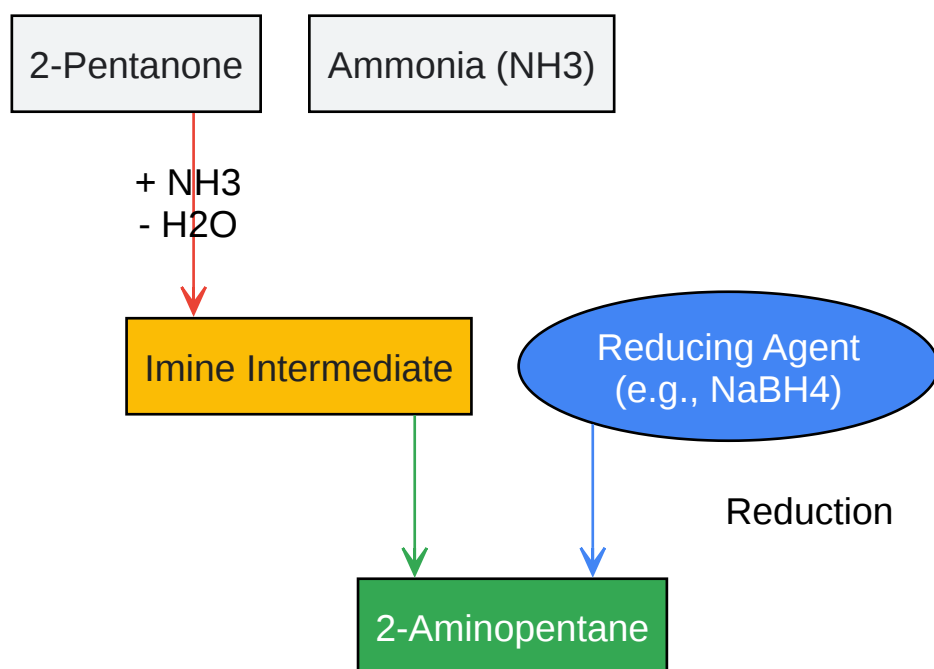 2-Pentanone
Ammonia (NH3)
+ NH3
- H2O
Imine Intermediate
Reducing Agent
(e.g., NaBH4)
Reduction
2-Aminopentane